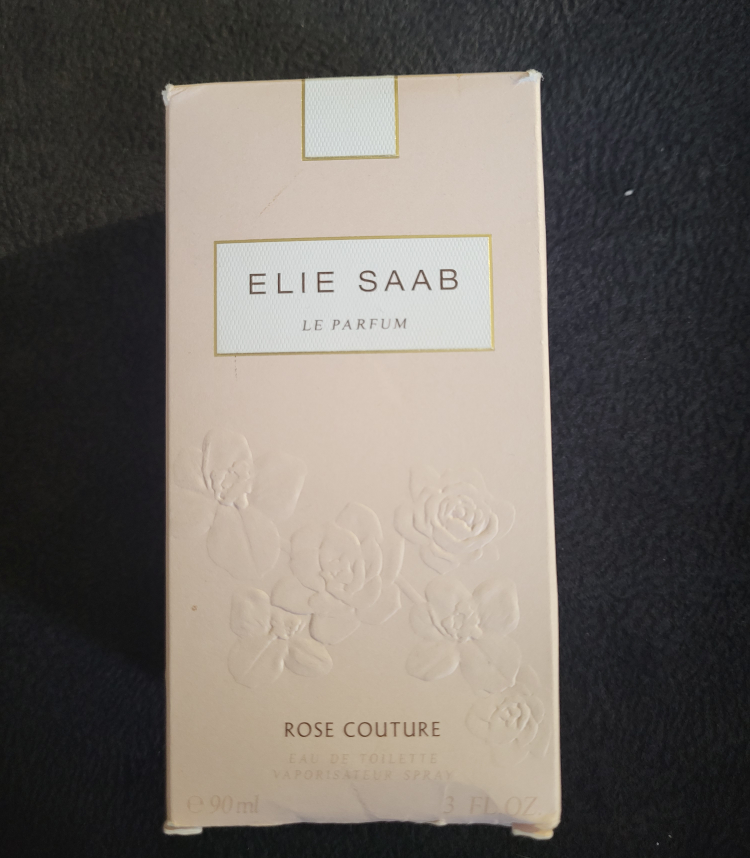 ELIE SAAB
LE PARFUM
ROSE COUTURE
EAU DE TOILETTE
VAPORISATEUR SPRAY
℮ 90 ml 3 FL.OZ.